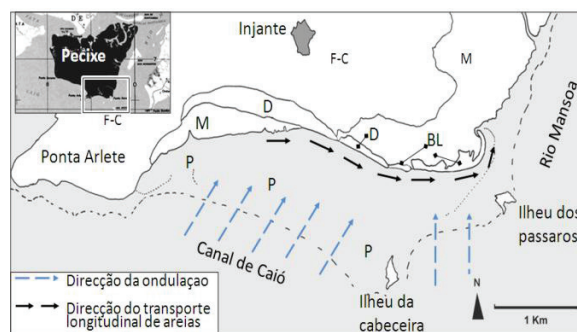 Pecixe
Injante
F-C
M
F-C
D
M
D
BL
Rio Mansoa
Ponta Arlete
P
P
P
Canal de Caió
Ilheu dos
passaros
Ilheu da
cabeceira
N
1 Km
Direcção da ondulaçao
Direcção do transporte
longitudinal de areias